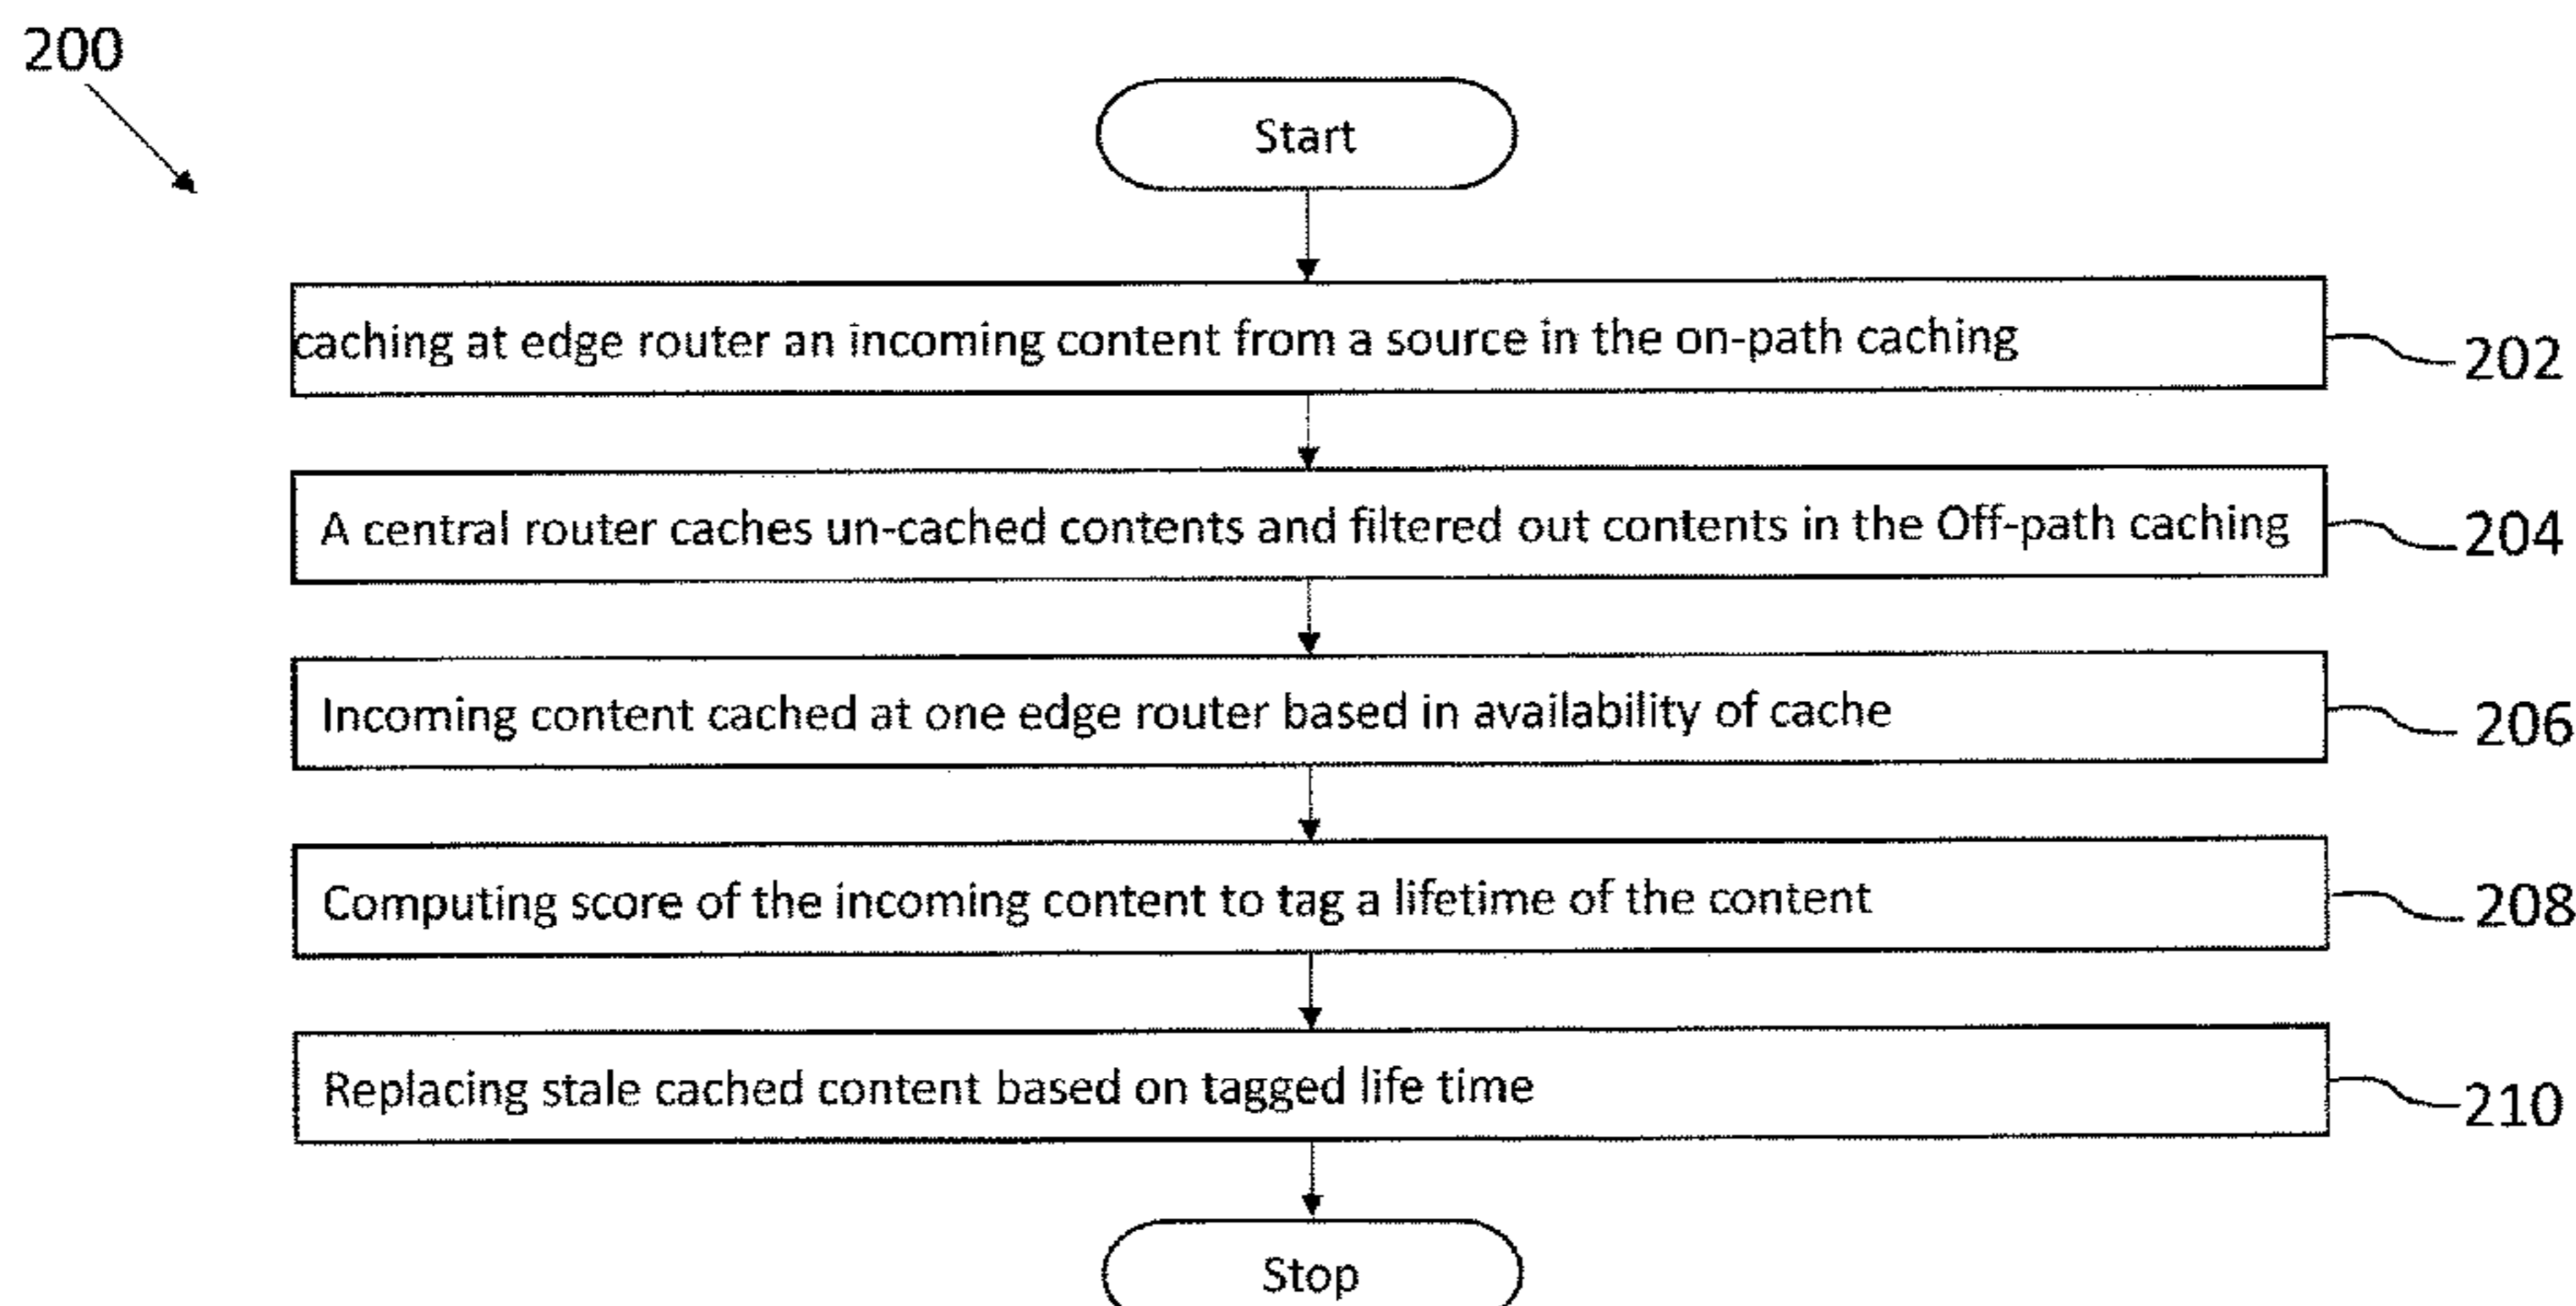 200
Start
caching at edge router an incoming content from a source in the on-path caching
202
A central router caches un-cached contents and filtered out contents in the Off-path caching
204
Incoming content cached at one edge router based in availability of cache
206
Computing score of the incoming content to tag a lifetime of the content
208
Replacing stale cached content based on tagged life time
210
Stop